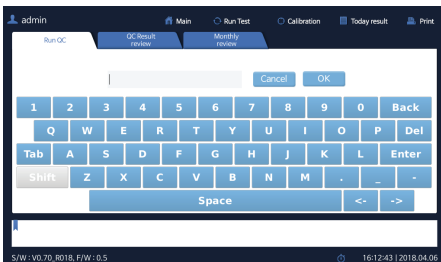 admin Main Run Test Calibration Today result Print
Run QC QC Result review Monthly review
Cancel OK
1 2 3 4 5 6 7 8 9 0 Back
Q W E R T Y U I O P Del
Tab A S D F G H J K L Enter
Shift Z X C V B N M . _ -
Space <- ->
S/W : V0.70_R018, F/W : 0.5 16:12:43 | 2018.04.06